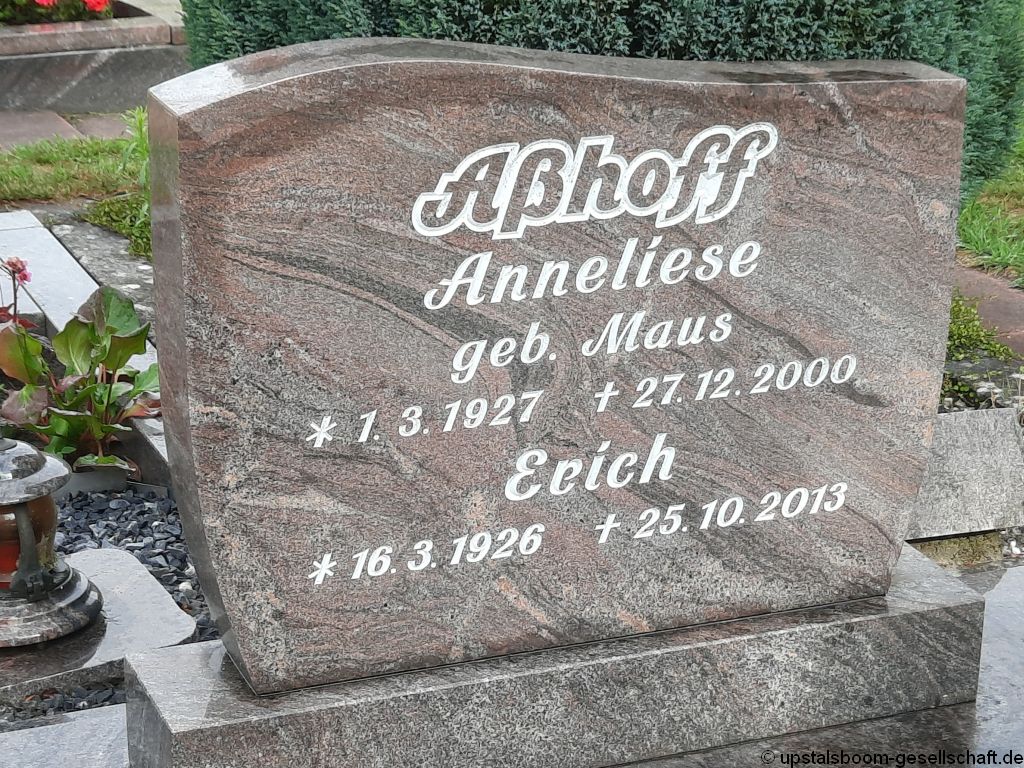 Aßhoff
Anneliese
geb. Maus
* 1. 3. 1927 † 27. 12. 2000
Erich
* 16. 3. 1926 † 25. 10. 2013
© upstalsboom-gesellschaft.de